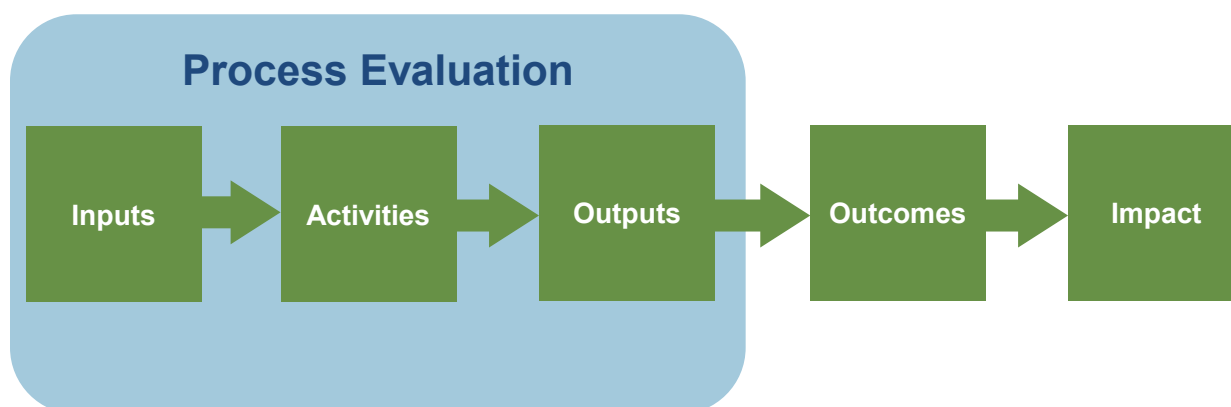 Process Evaluation
Inputs
Activities
Outputs
Outcomes
Impact